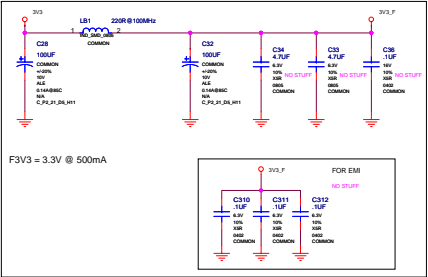 3V3
3V3_F
LB1
220R@100MHz
1
2
IND_SMD_0805
COMMON
C28
100UF
COMMON
+/-20%
10V
ALE
0.14A@85C
N/A
C_P2_21_D5_H11
C32
100UF
COMMON
+/-20%
10V
ALE
0.14A@85C
N/A
C_P2_21_D5_H11
C34
4.7UF
6.3V
10%
X5R
0805
COMMON
NO STUFF
C33
4.7UF
6.3V
10%
X5R
0805
COMMON
NO STUFF
C36
.1UF
16V
10%
X5R
0402
COMMON
NO STUFF
F3V3 = 3.3V @ 500mA
3V3_F
FOR EMI
NO STUFF
C310
.1UF
6.3V
10%
X5R
0402
COMMON
C311
.1UF
6.3V
10%
X5R
0402
COMMON
C312
.1UF
6.3V
10%
X5R
0402
COMMON